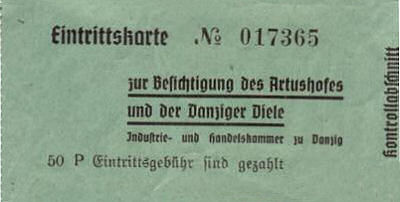 Eintrittskarte № 017365
zur Besichtigung des Artushofes
und der Danziger Diele
Industrie- und Handelskammer zu Danzig
50 P Eintrittsgebühr sind gezahlt
Kontrollabschnitt